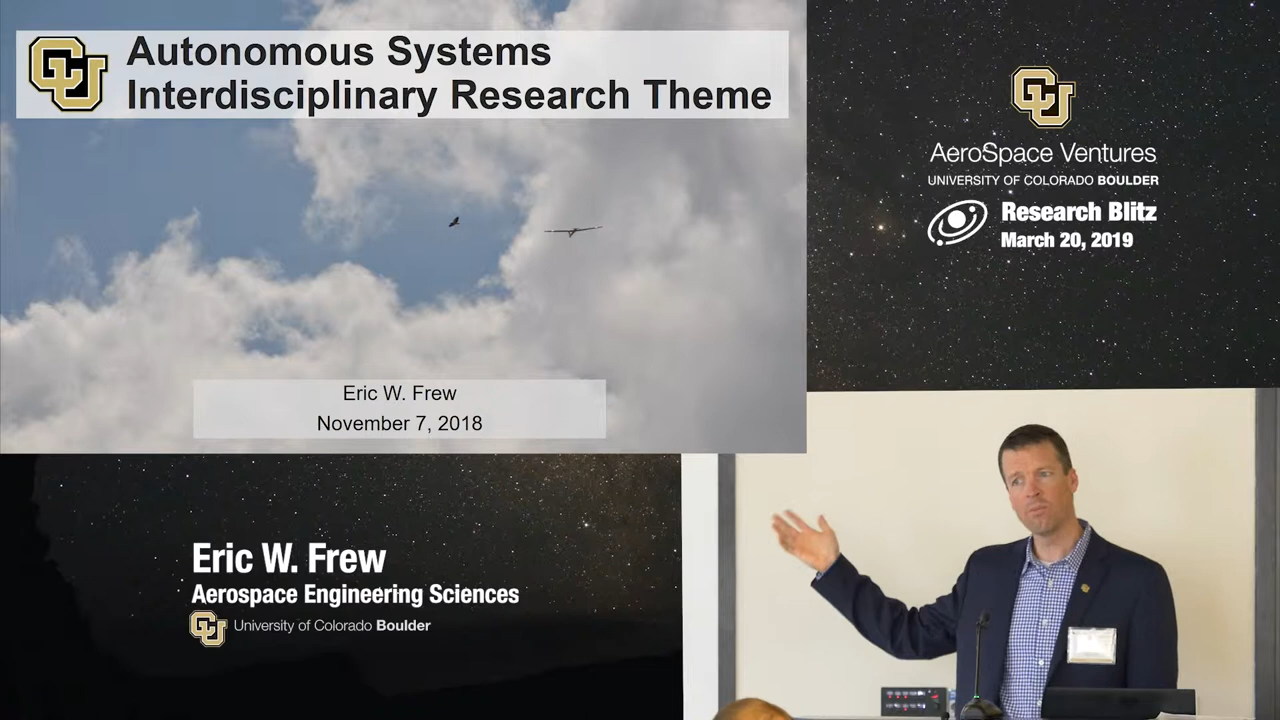 Autonomous Systems
Interdisciplinary Research Theme
Eric W. Frew
November 7, 2018
CU
AeroSpace Ventures
UNIVERSITY OF COLORADO BOULDER
Research Blitz
March 20, 2019
Eric W. Frew
Aerospace Engineering Sciences
University of Colorado Boulder